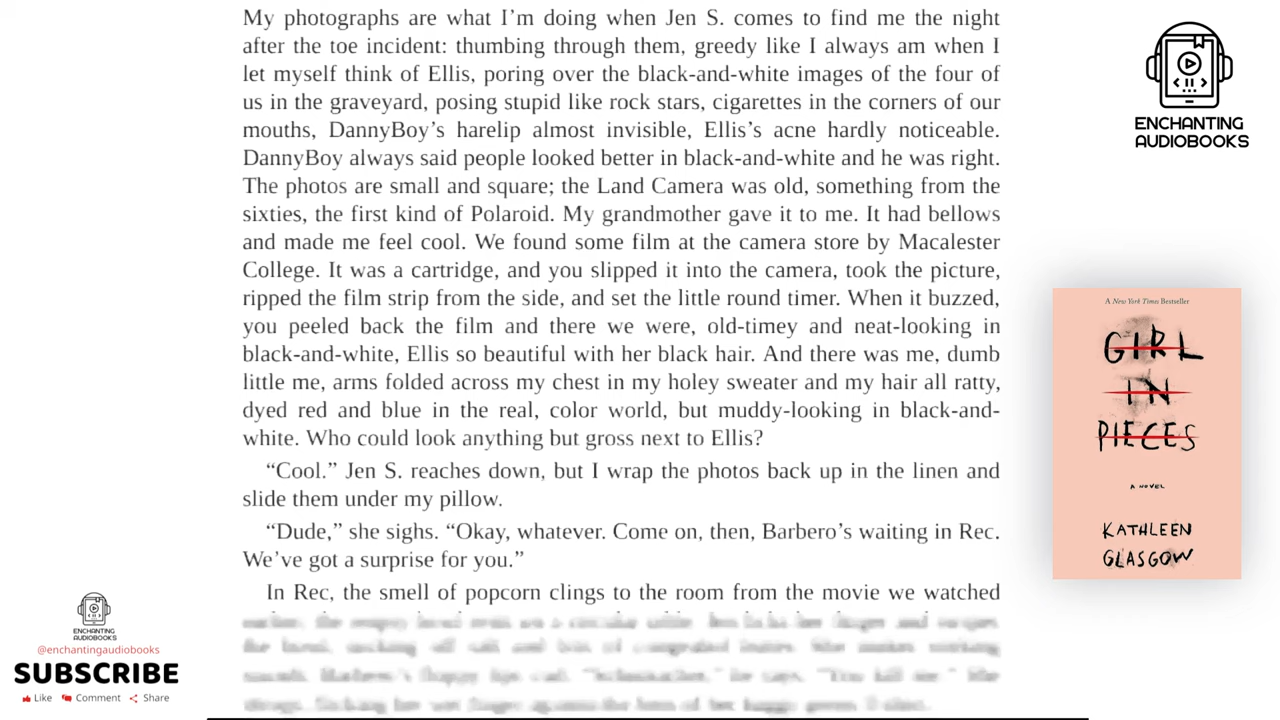 My photographs are what I’m doing when Jen S. comes to find me the night
after the toe incident: thumbing through them, greedy like I always am when I
let myself think of Ellis, poring over the black-and-white images of the four of
us in the graveyard, posing stupid like rock stars, cigarettes in the corners of our
mouths, DannyBoy’s harelip almost invisible, Ellis’s acne hardly noticeable.
DannyBoy always said people looked better in black-and-white and he was right.
The photos are small and square; the Land Camera was old, something from the
sixties, the first kind of Polaroid. My grandmother gave it to me. It had bellows
and made me feel cool. We found some film at the camera store by Macalester
College. It was a cartridge, and you slipped it into the camera, took the picture,
ripped the film strip from the side, and set the little round timer. When it buzzed,
you peeled back the film and there we were, old-timey and neat-looking in
black-and-white, Ellis so beautiful with her black hair. And there was me, dumb
little me, arms folded across my chest in my holey sweater and my hair all ratty,
dyed red and blue in the real, color world, but muddy-looking in black-and-
white. Who could look anything but gross next to Ellis?
“Cool.” Jen S. reaches down, but I wrap the photos back up in the linen and
slide them under my pillow.
“Dude,” she sighs. “Okay, whatever. Come on, then, Barbero’s waiting in Rec.
We’ve got a surprise for you.”
In Rec, the smell of popcorn clings to the room from the movie we watched
ENCHANTING
AUDIOBOOKS
A New York Times Bestseller
GIRL
IN
PIECES
A NOVEL
KATHLEEN
GLASGOW
ENCHANTING
AUDIOBOOKS
@enchantingaudiobooks
SUBSCRIBE
Like Comment Share